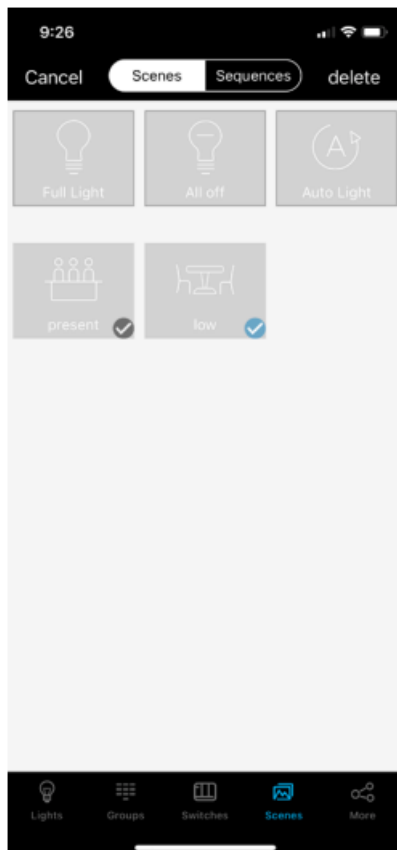 9:26
Cancel Scenes Sequences delete
Full Light All off A Auto Light
present low
Lights Groups Switches Scenes More